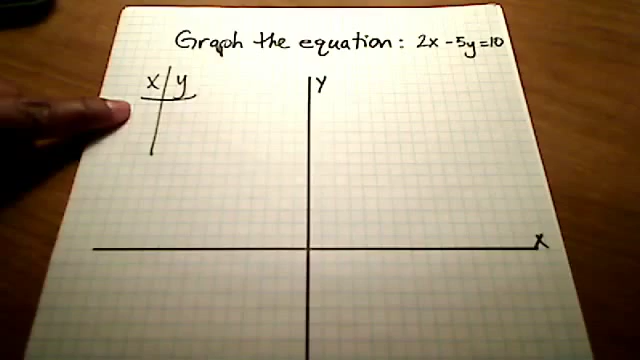 Graph the equation: 2x - 5y = 10
x y
Y
X